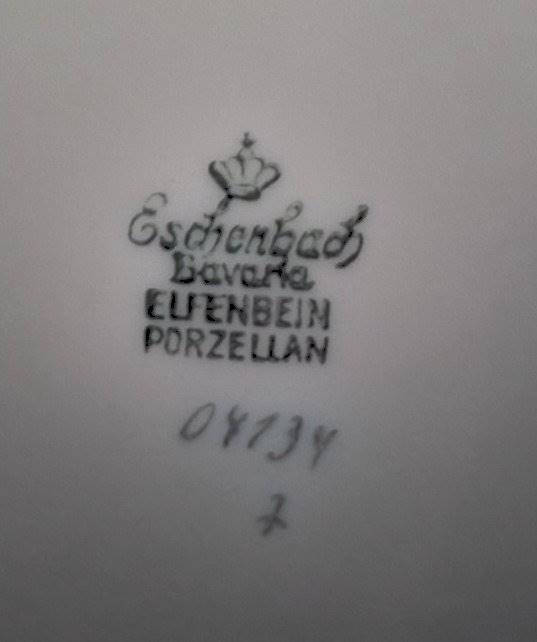 Eschenbach
Bavaria
ELFENBEIN
PORZELLAN
04134
2